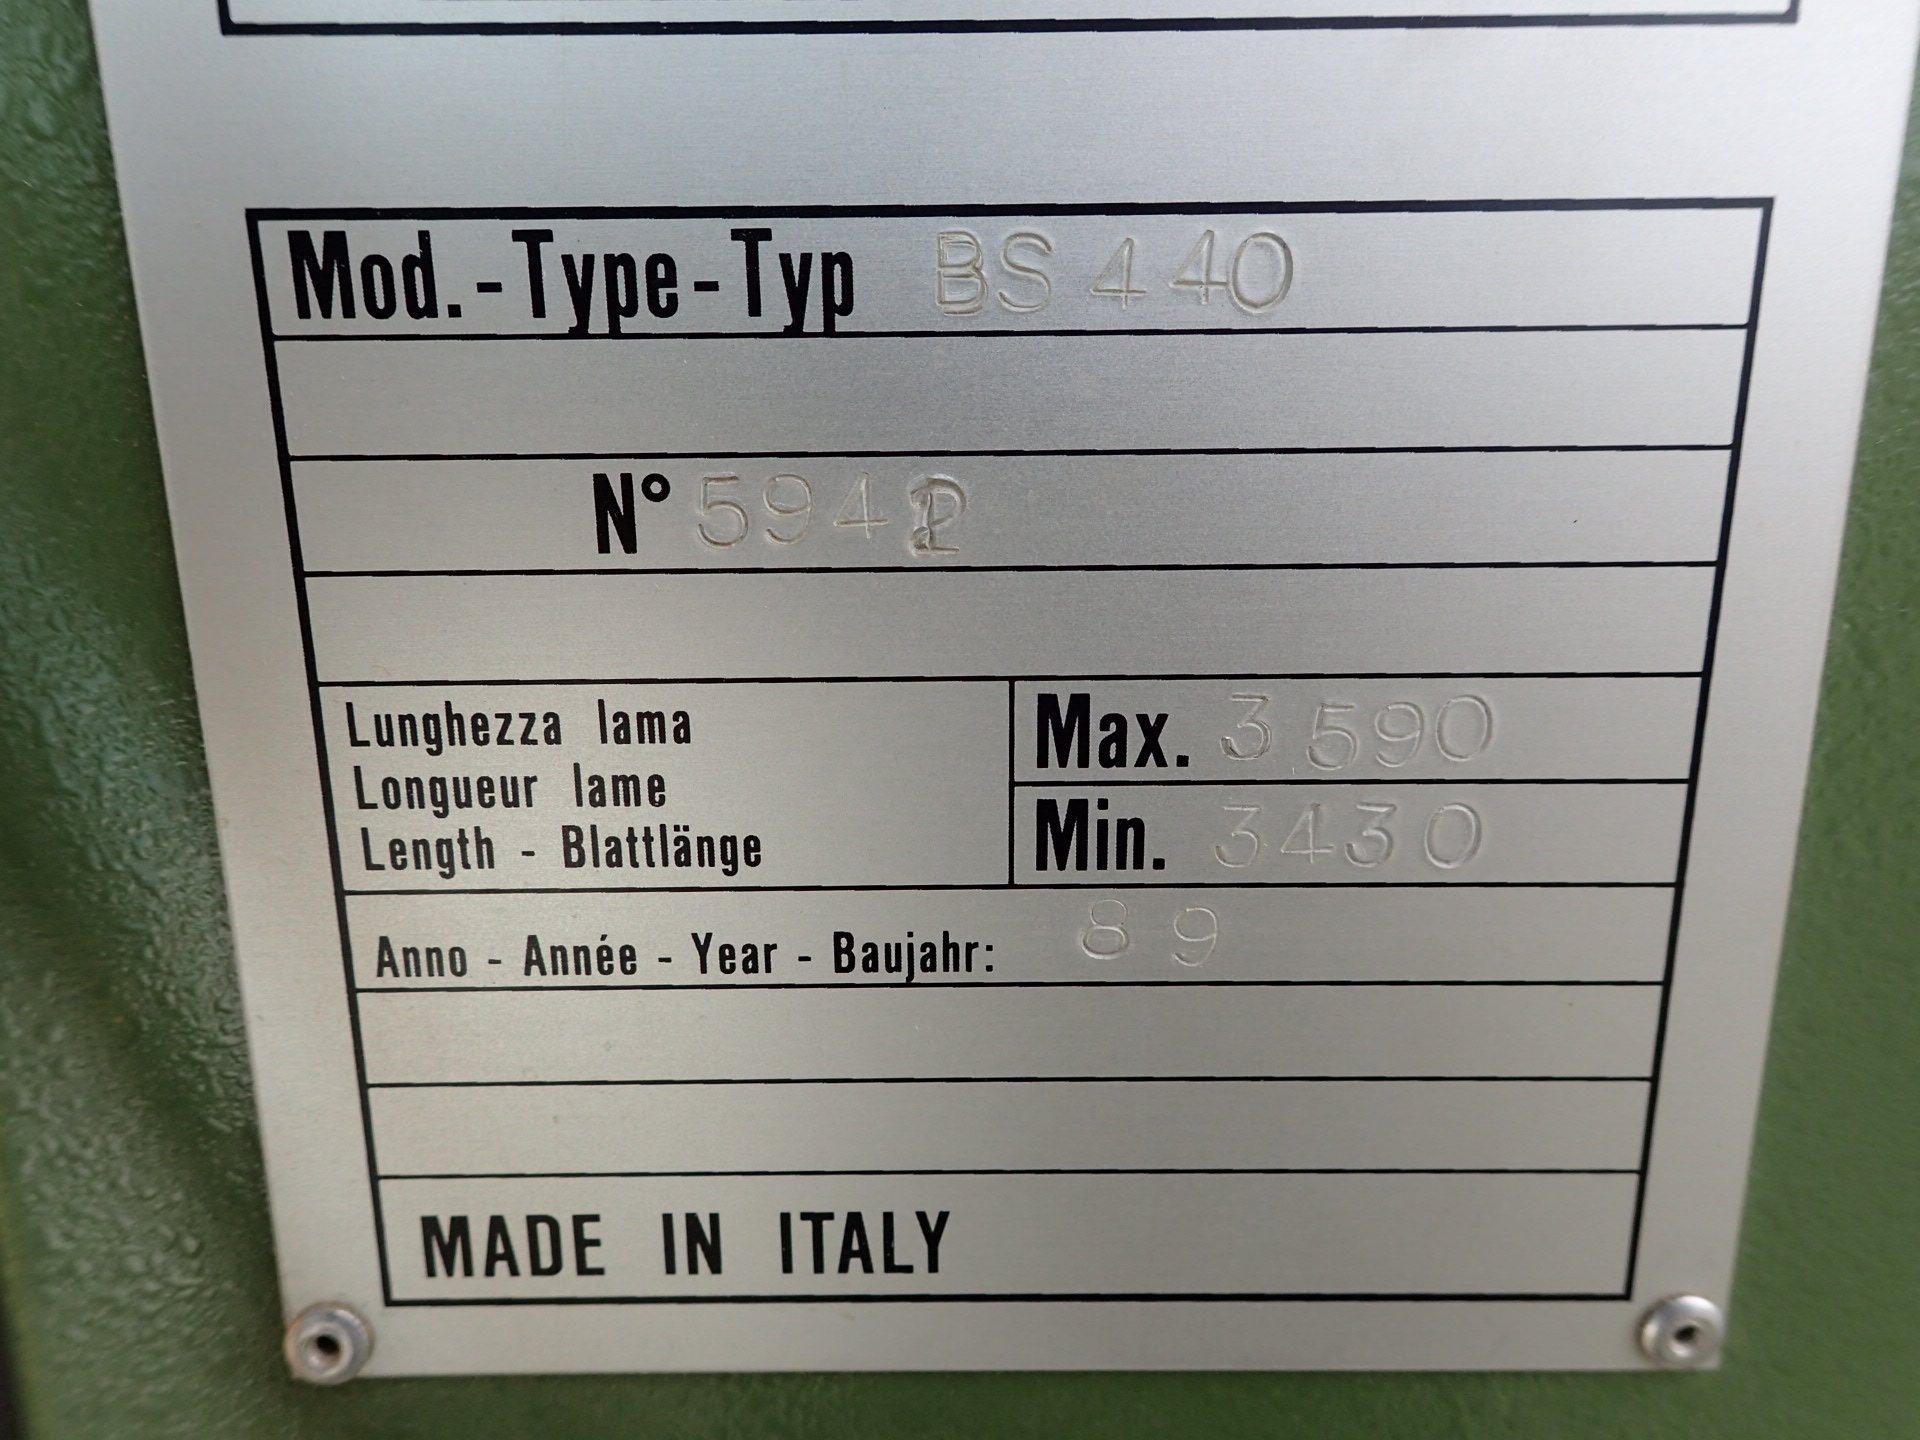 Mod.-Type-Typ BS 440
N° 594
Lunghezza lama
Longueur lame
Length - Blattlänge
Max. 3590
Min. 3430
Anno - Année - Year - Baujahr: 89
MADE IN ITALY